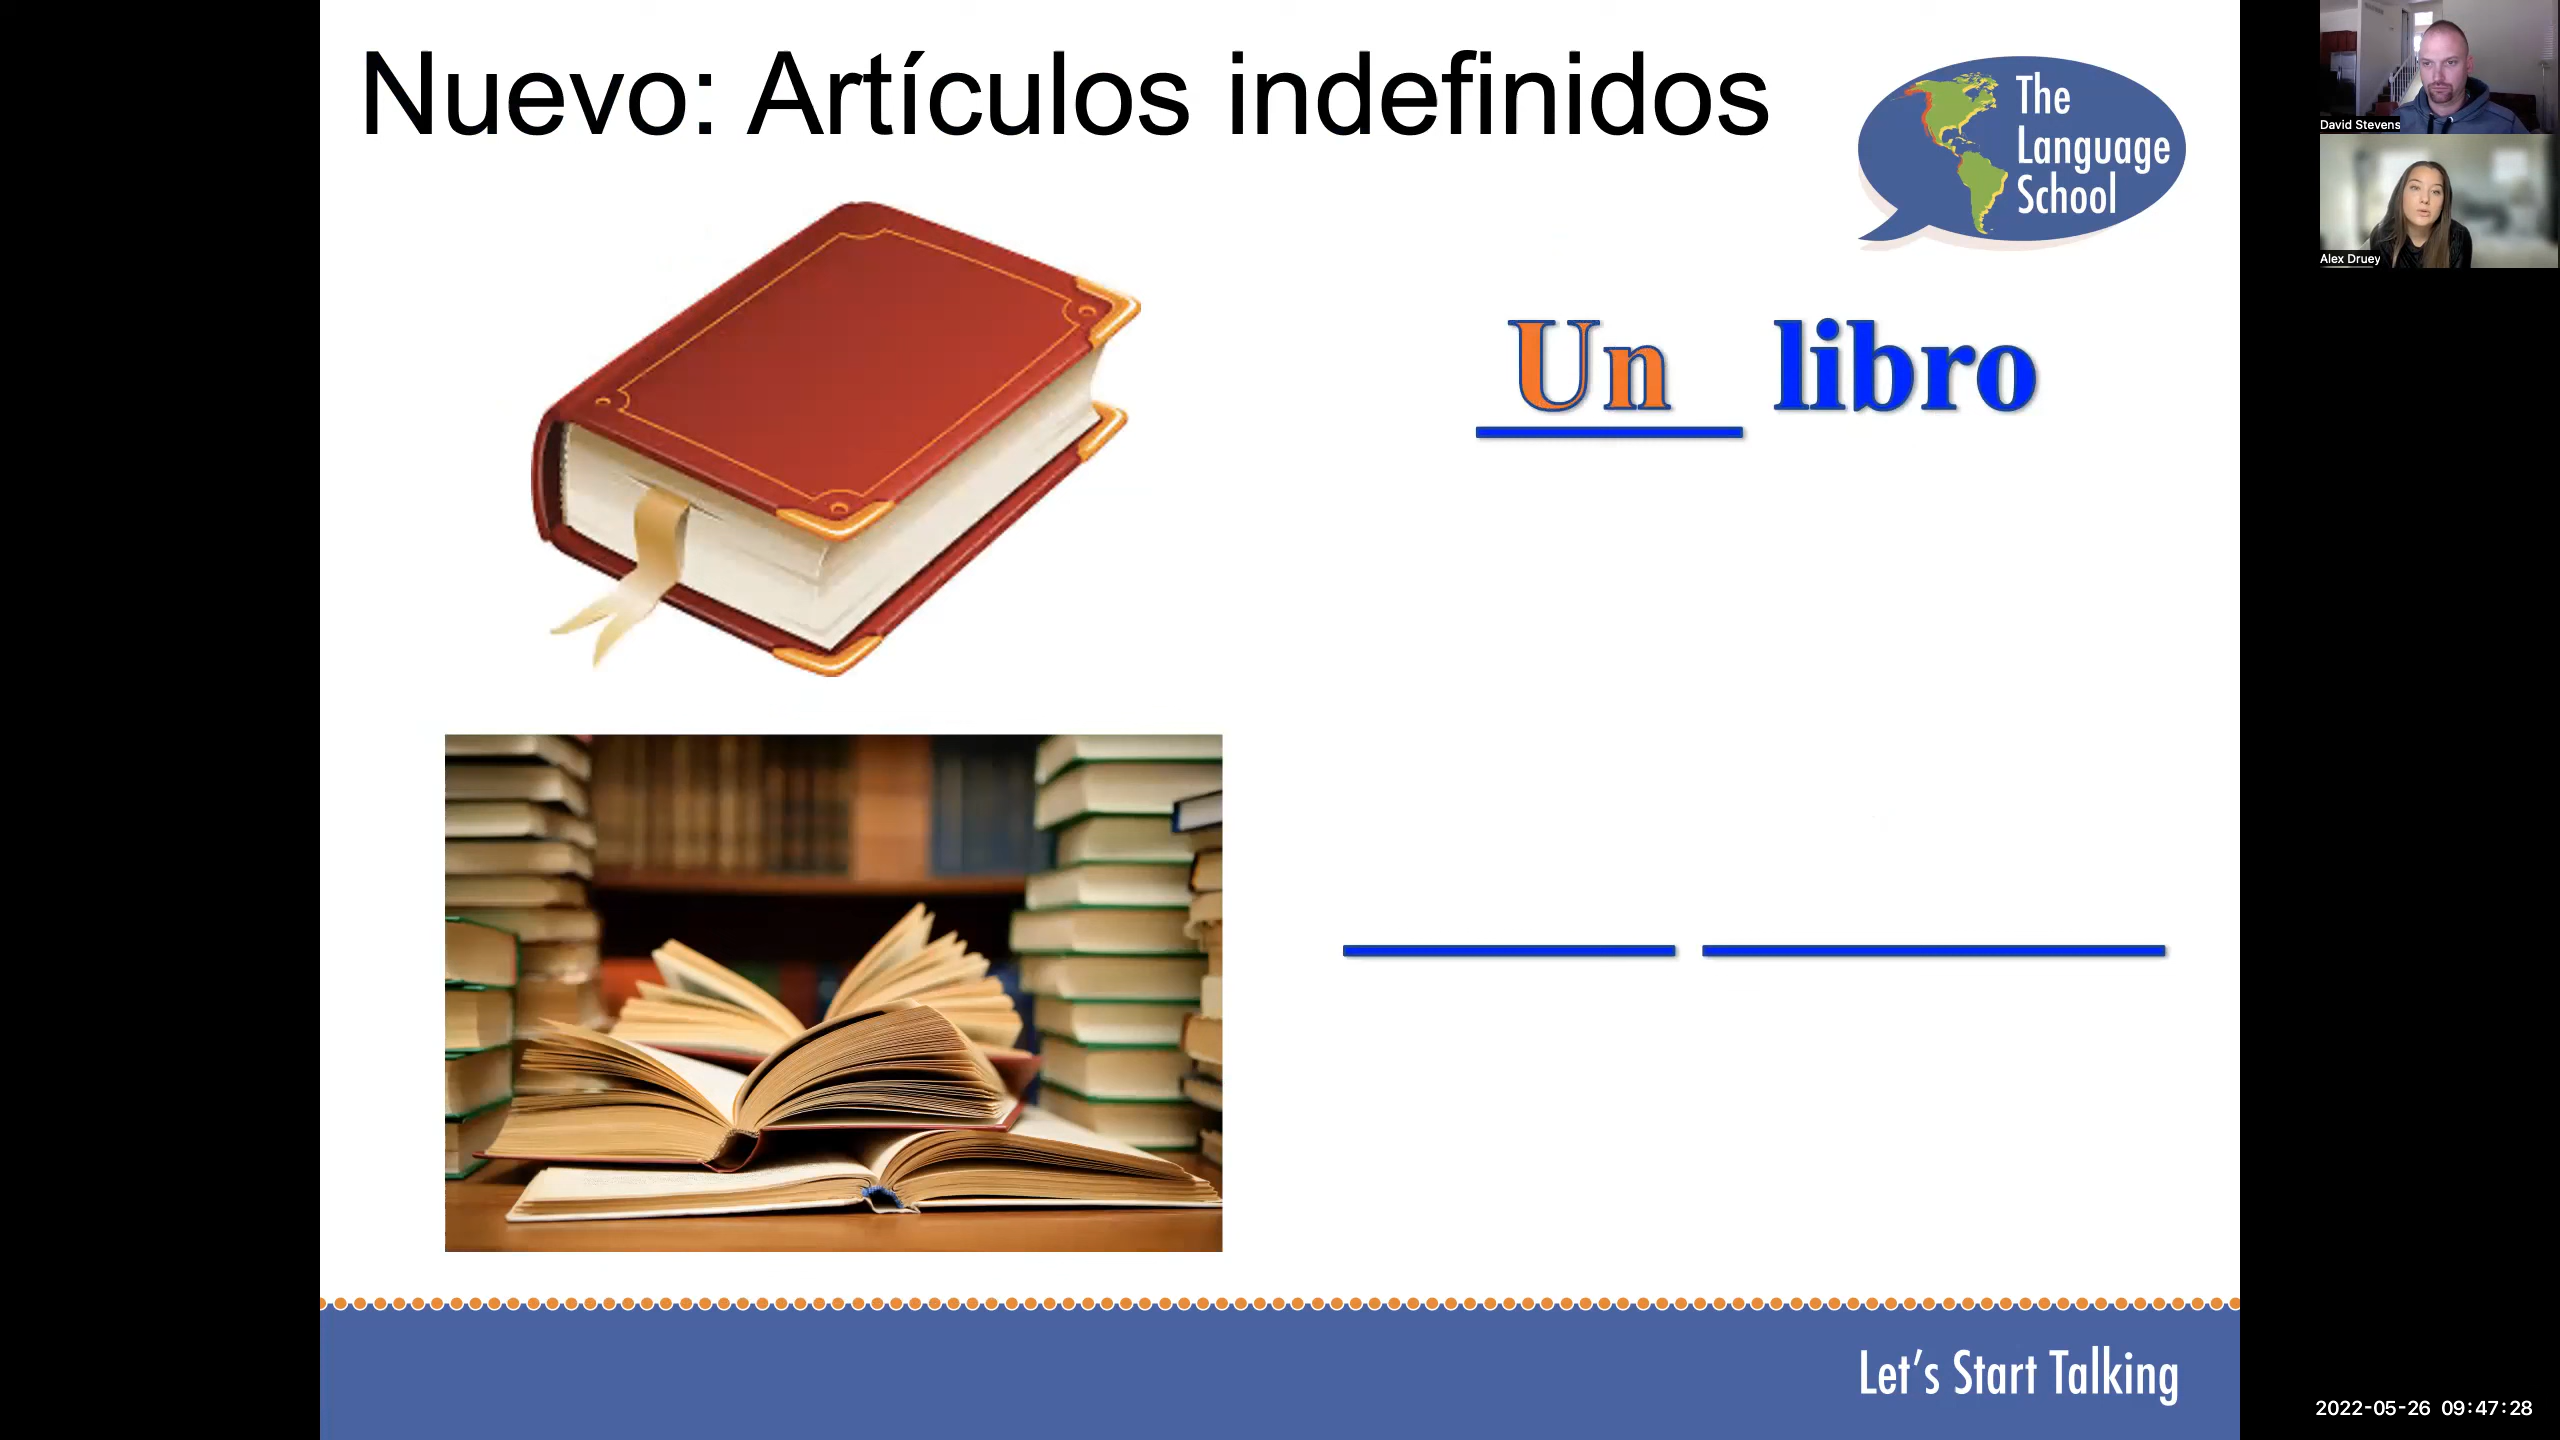 Nuevo: Artículos indefinidos
The
Language
School
Un libro
Let's Start Talking
David Stevens
Alex Druey
2022-05-26 09:47:28